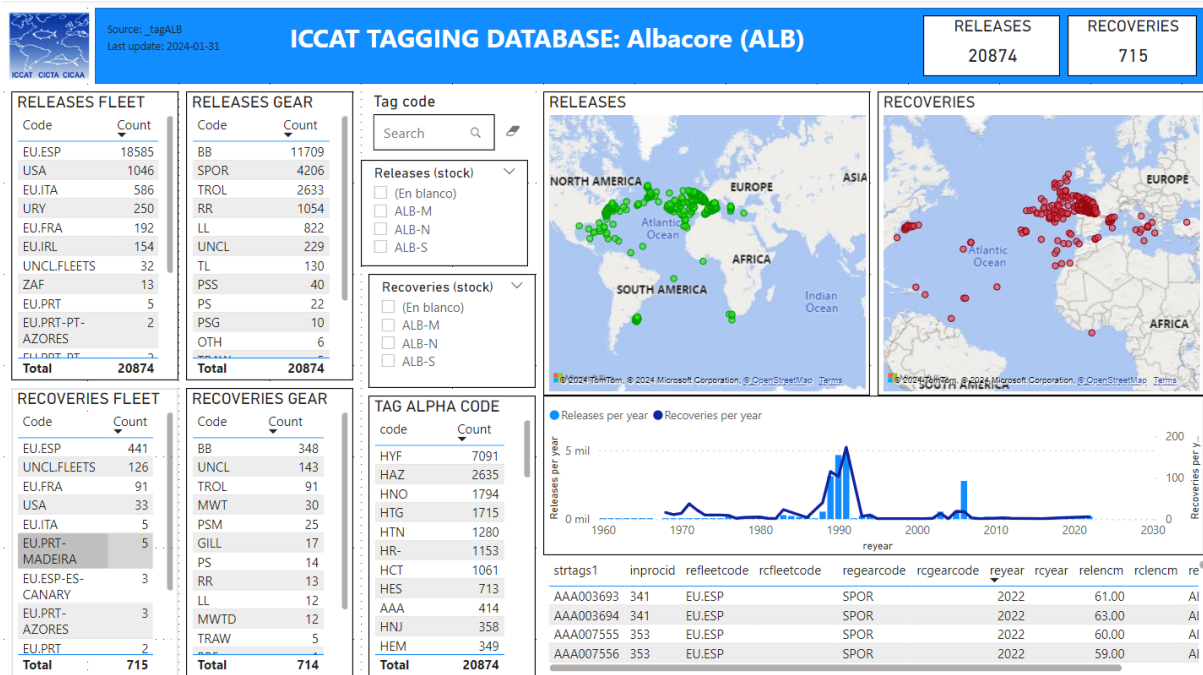 Source: _tagALB
Last update: 2024-01-31
ICCAT CICTA CICAA
ICCAT TAGGING DATABASE: Albacore (ALB)
RELEASES
20874
RECOVERIES
715
RELEASES FLEET
Code Count
EU.ESP 18585
USA 1046
EU.ITA 586
URY 250
EU.FRA 192
EU.IRL 154
UNCL.FLEETS 32
ZAF 13
EU.PRT 5
EU.PRT-PT-
AZORES 2
Total 20874
RELEASES GEAR
Code Count
BB 11709
SPOR 4206
TROL 2633
RR 1054
LL 822
UNCL 229
TL 130
PSS 40
PS 22
PSG 10
OTH 6
Total 20874
Tag code
Search
Releases (stock)
(En blanco)
ALB-M
ALB-N
ALB-S
Recoveries (stock)
(En blanco)
ALB-M
ALB-N
ALB-S
RELEASES
NORTH AMERICA
EUROPE
ASIA
Atlantic
Ocean
AFRICA
SOUTH AMERICA
Indian
Ocean
© 2024 TomTom, © 2024 Microsoft Corporation, © OpenStreetMap Terms
RECOVERIES
EUROPE
Atlantic
Ocean
AFRICA
SOUTH AMERICA
© 2024 TomTom, © 2024 Microsoft Corporation, © OpenStreetMap Terms
RECOVERIES FLEET
Code Count
EU.ESP 441
UNCL.FLEETS 126
EU.FRA 91
USA 33
EU.ITA 5
EU.PRT- 5
MADEIRA
EU.ESP-ES- 3
CANARY
EU.PRT- 3
AZORES
EU.PRT 2
Total 715
RECOVERIES GEAR
Code Count
BB 348
UNCL 143
TROL 91
MWT 30
PSM 25
GILL 17
PS 14
RR 13
LL 12
MWTD 12
TRAW 5
Total 714
TAG ALPHA CODE
code Count
HYF 7091
HAZ 2635
HNO 1794
HTG 1715
HTN 1280
HR- 1153
HCT 1061
HES 713
AAA 414
HNJ 358
HEM 349
Total 20874
Releases per year Recoveries per year
Releases per year
5 mil
0 mil
200
100
0
Recoveries per y...
1960 1970 1980 1990 2000 2010 2020 2030
reyear
strtags1 inprocid refleetcode rcfleetcode regearcode rcgearcode reyear rcyear relencm rclencm re
AAA003693 341 EU.ESP SPOR 2022 61.00 Al
AAA003694 341 EU.ESP SPOR 2022 63.00 Al
AAA007555 353 EU.ESP SPOR 2022 60.00 Al
AAA007556 353 EU.ESP SPOR 2022 59.00 Al